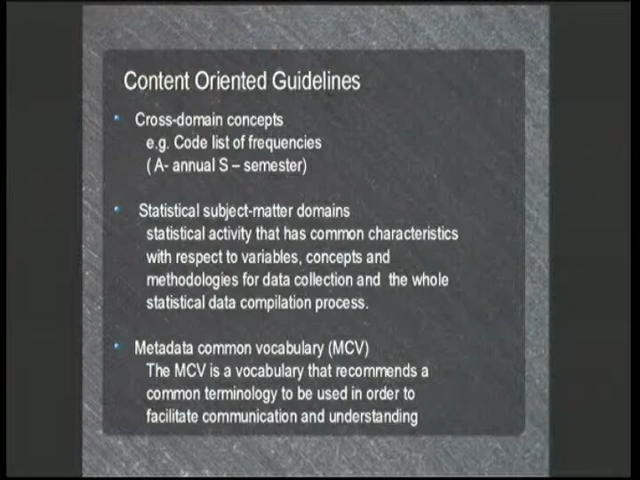 Content Oriented Guidelines
Cross-domain concepts
e.g. Code list of frequencies
( A- annual S – semester)
Statistical subject-matter domains
statistical activity that has common characteristics
with respect to variables, concepts and
methodologies for data collection and the whole
statistical data compilation process.
Metadata common vocabulary (MCV)
The MCV is a vocabulary that recommends a
common terminology to be used in order to
facilitate communication and understanding